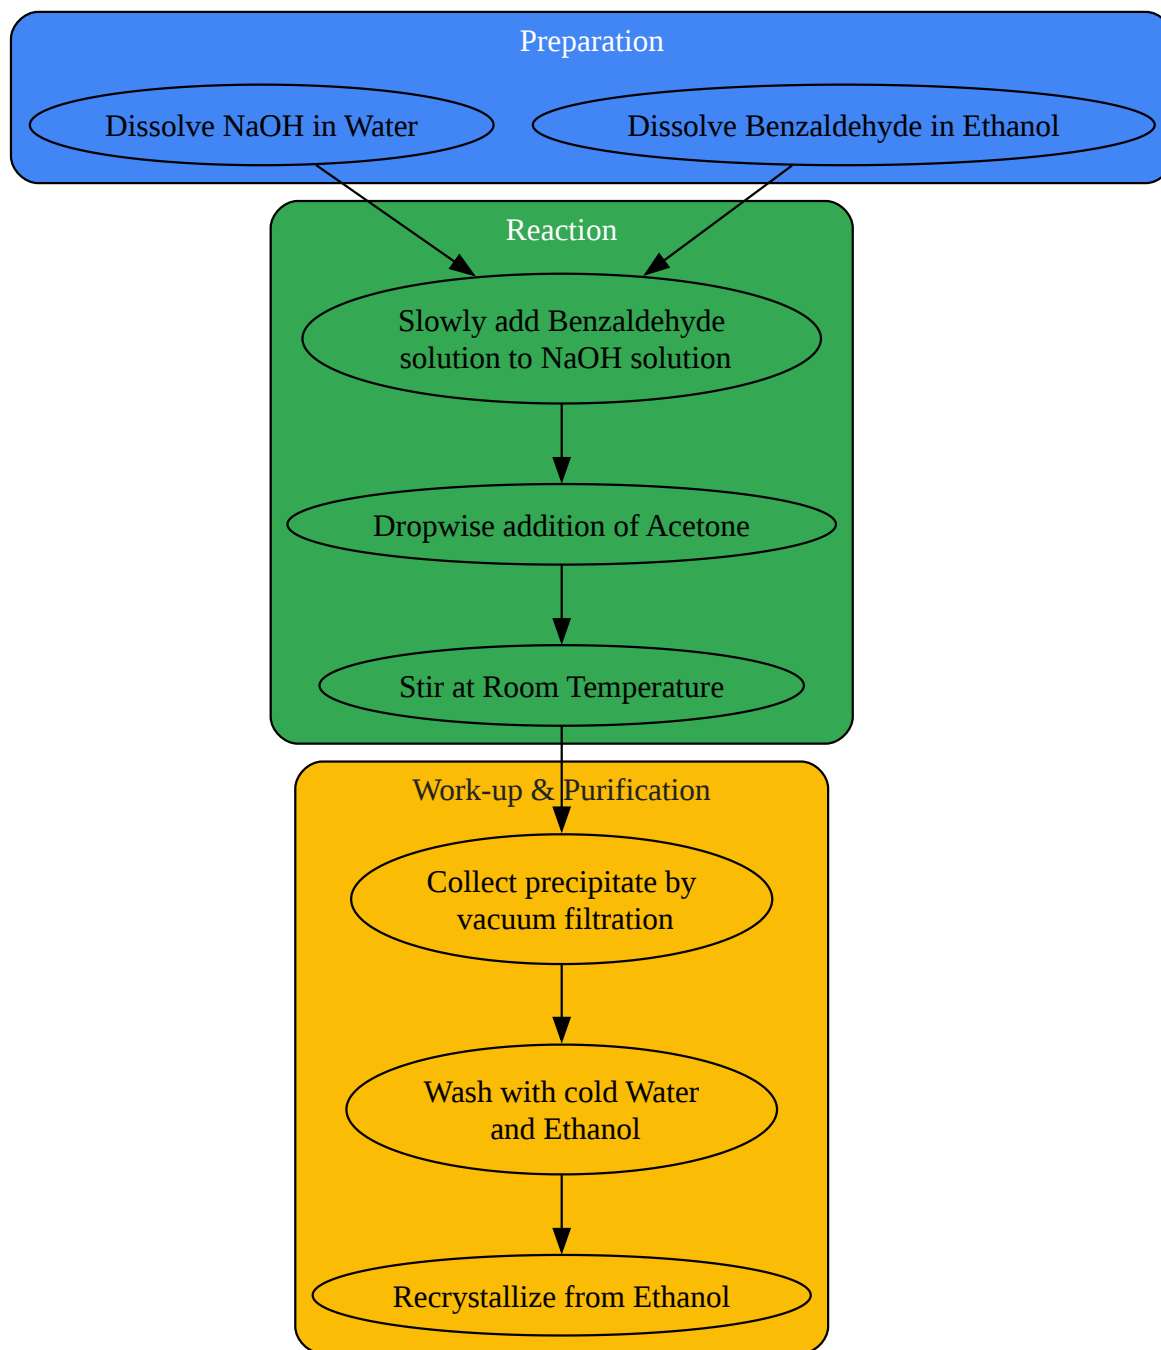 Preparation
Dissolve NaOH in Water
Dissolve Benzaldehyde in Ethanol
Reaction
Slowly add Benzaldehyde
solution to NaOH solution
Dropwise addition of Acetone
Stir at Room Temperature
Work-up & Purification
Collect precipitate by
vacuum filtration
Wash with cold Water
and Ethanol
Recrystallize from Ethanol